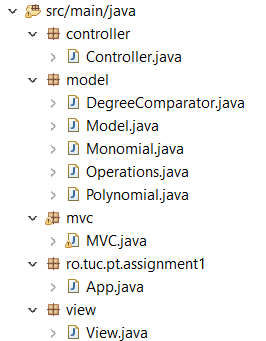 src/main/java
controller
Controller.java
model
DegreeComparator.java
Model.java
Monomial.java
Operations.java
Polynomial.java
mvc
MVC.java
ro.tuc.pt.assignment1
App.java
view
View.java